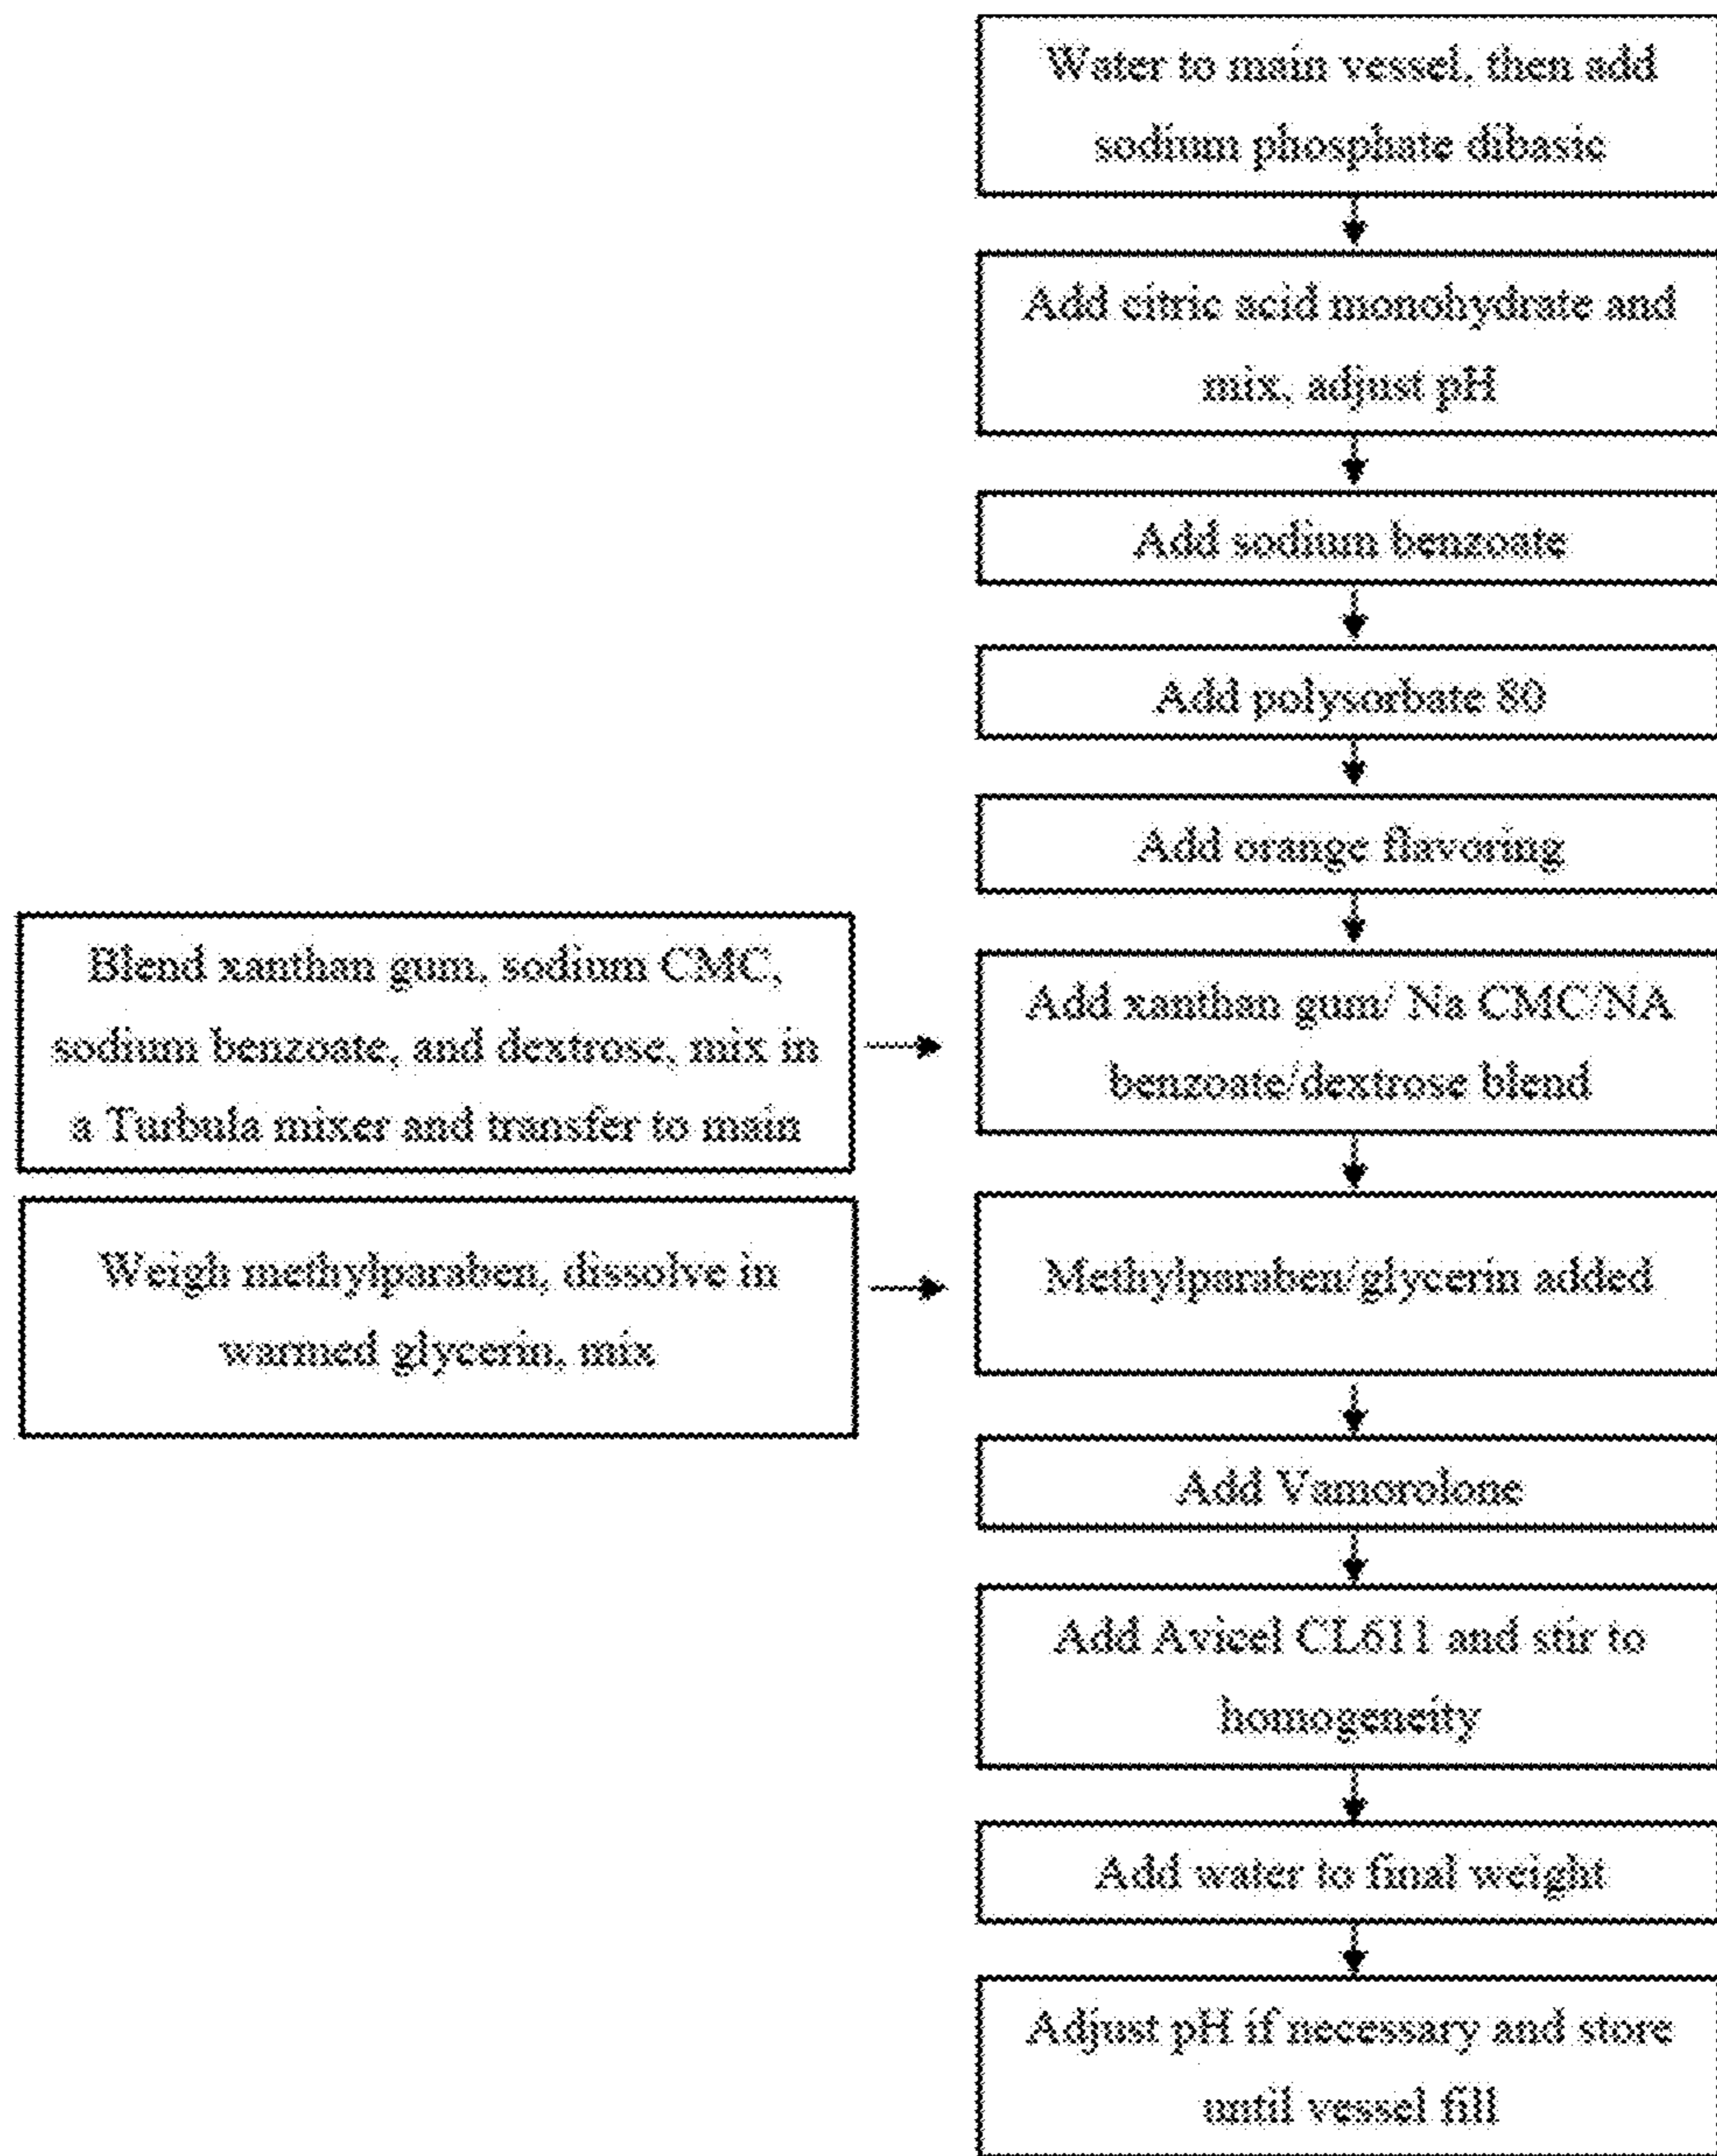 Water to main vessel, then add
sodium phosphate dibasic
Add citric acid monohydrate and
mix, adjust pH
Add sodium benzoate
Add polysorbate 80
Add orange flavoring
Blend xanthan gum, sodium CMC,
sodium benzoate, and dextrose, mix in
a Turbula mixer and transfer to main
Add xanthan gum/ Na CMC/NA
benzoate/dextrose blend
Weigh methylparaben, dissolve in
warmed glycerin, mix
Methylparaben/glycerin added
Add Vamorolone
Add Avicel CL611 and stir to
homogeneity
Add water to final weight
Adjust pH if necessary and store
until vessel fill